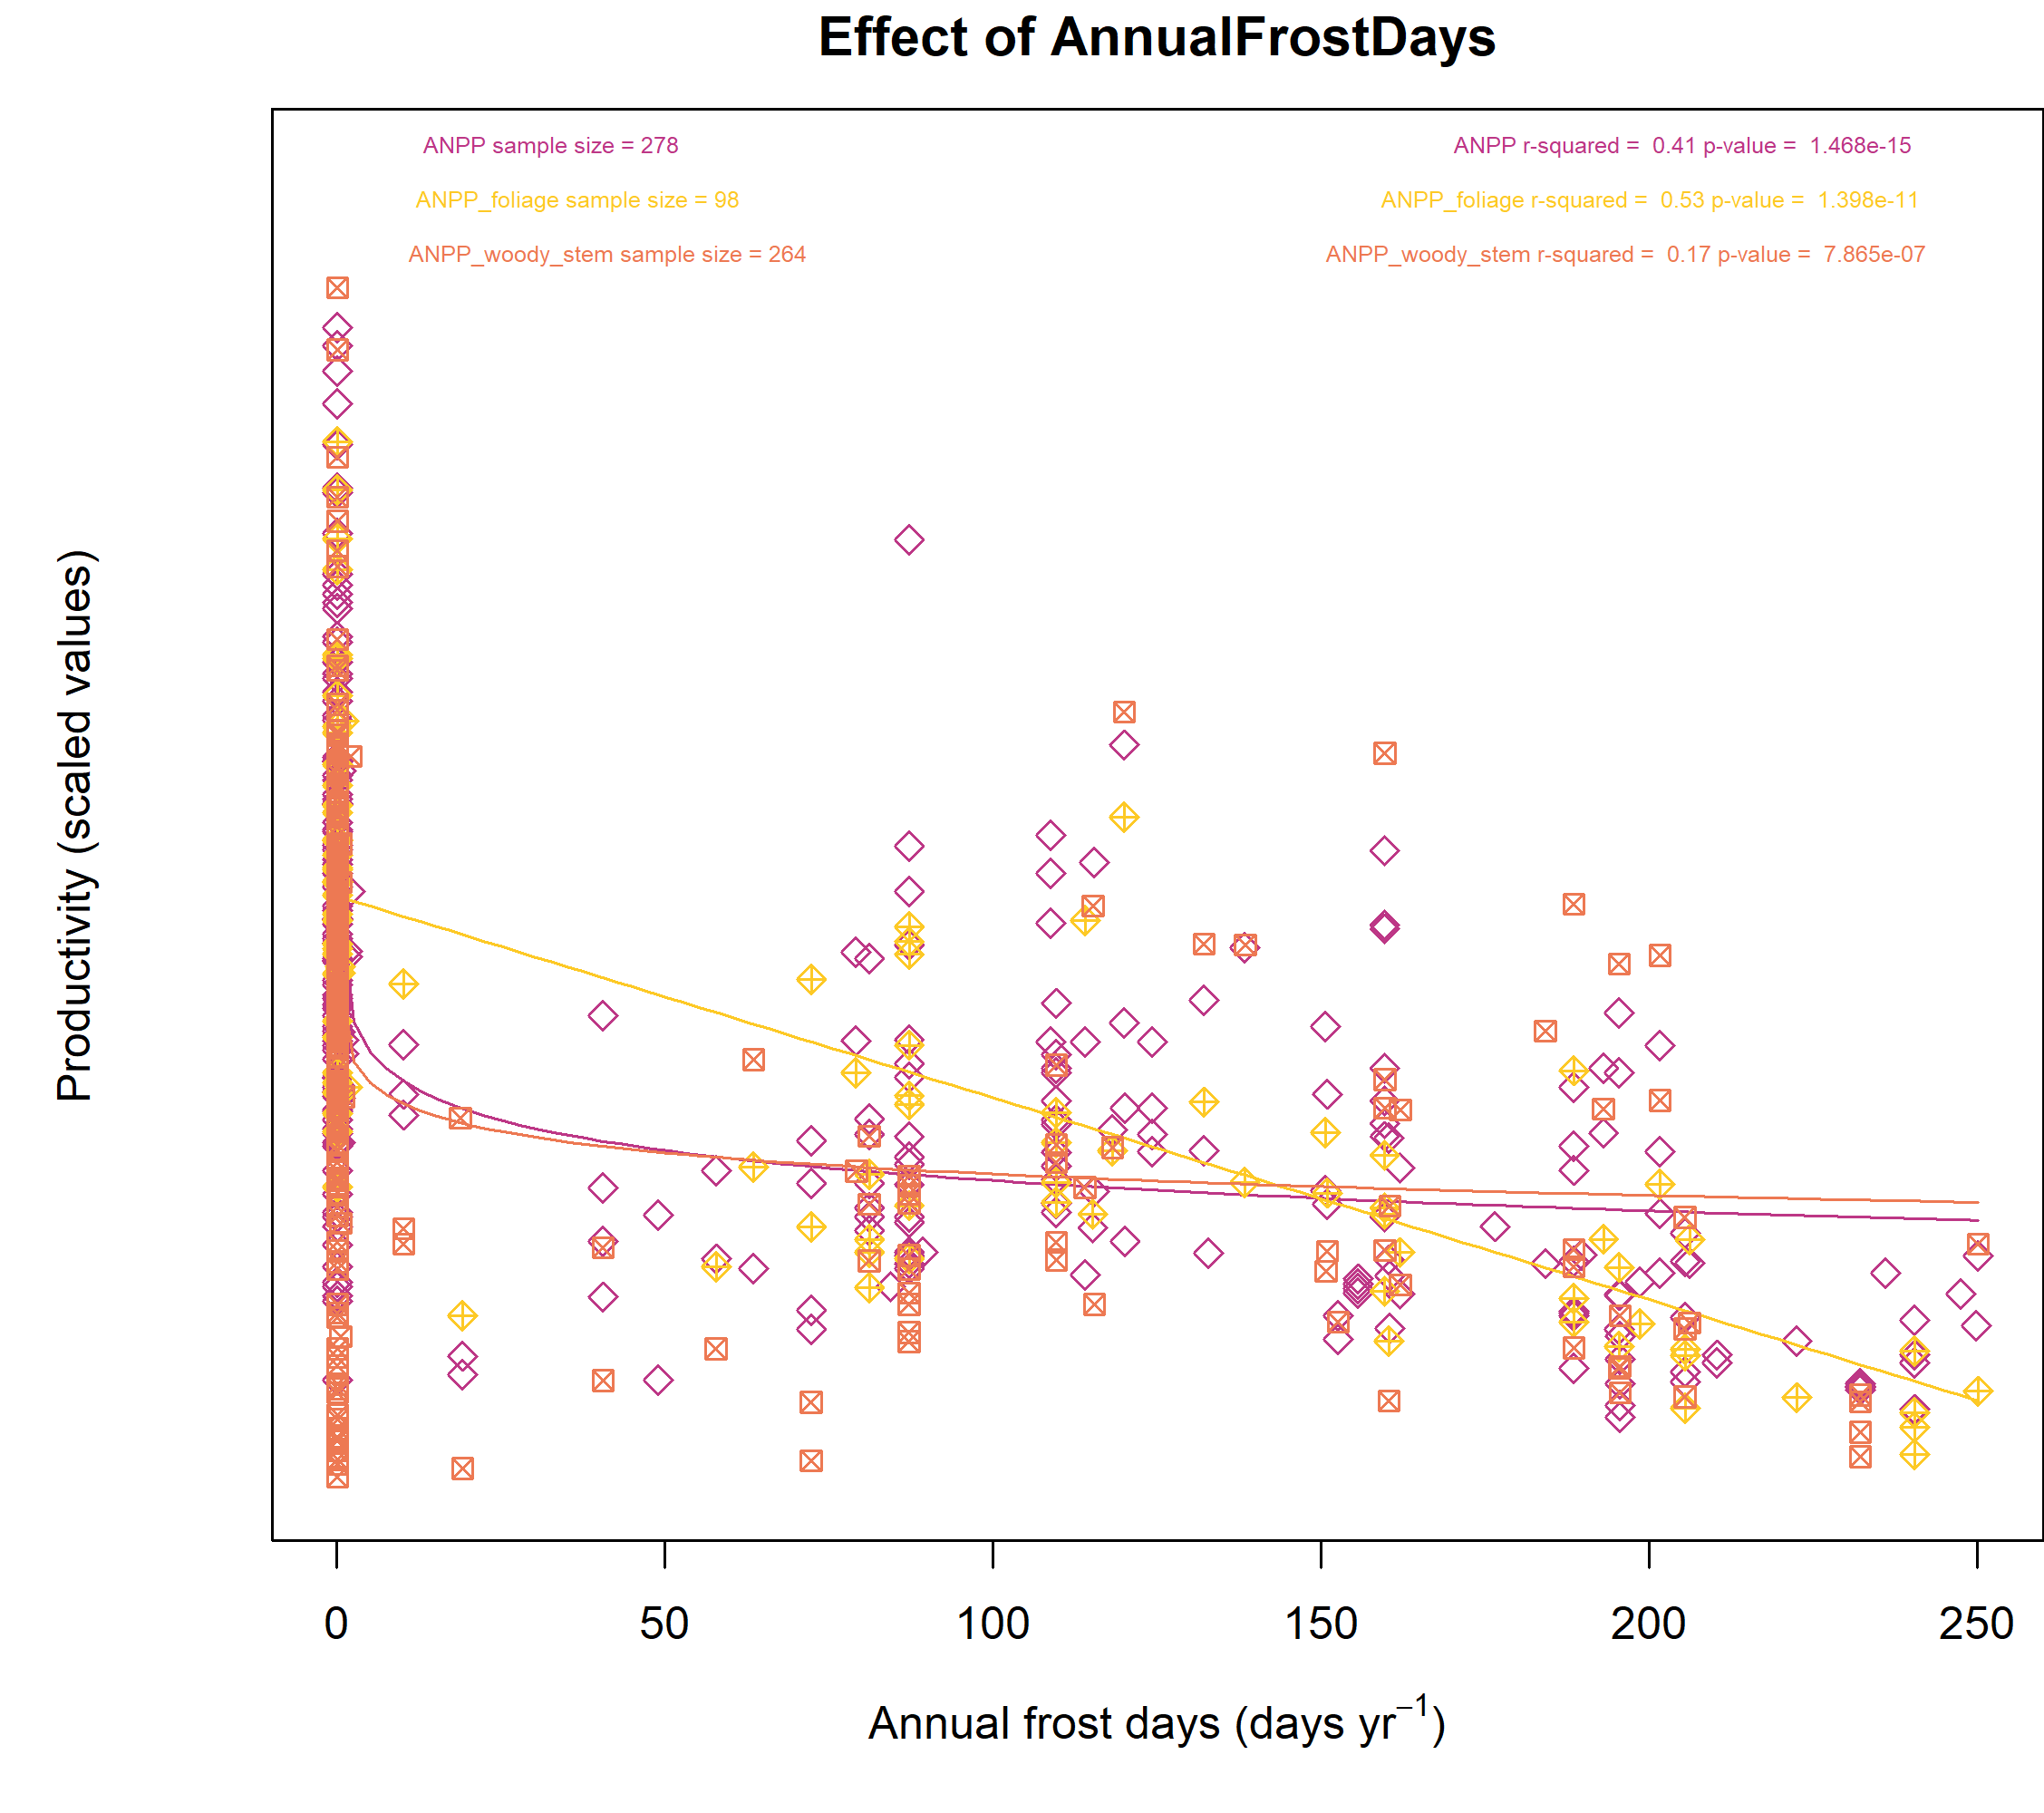 Effect of AnnualFrostDays
ANPP sample size = 278
ANPP r-squared =  0.41 p-value =  1.468e-15
ANPP_foliage sample size = 98
ANPP_foliage r-squared =  0.53 p-value =  1.398e-11
ANPP_woody_stem sample size = 264
ANPP_woody_stem r-squared =  0.17 p-value =  7.865e-07
Productivity (scaled values)
0 50 100 150 200 250
Annual frost days (days yr⁻¹)